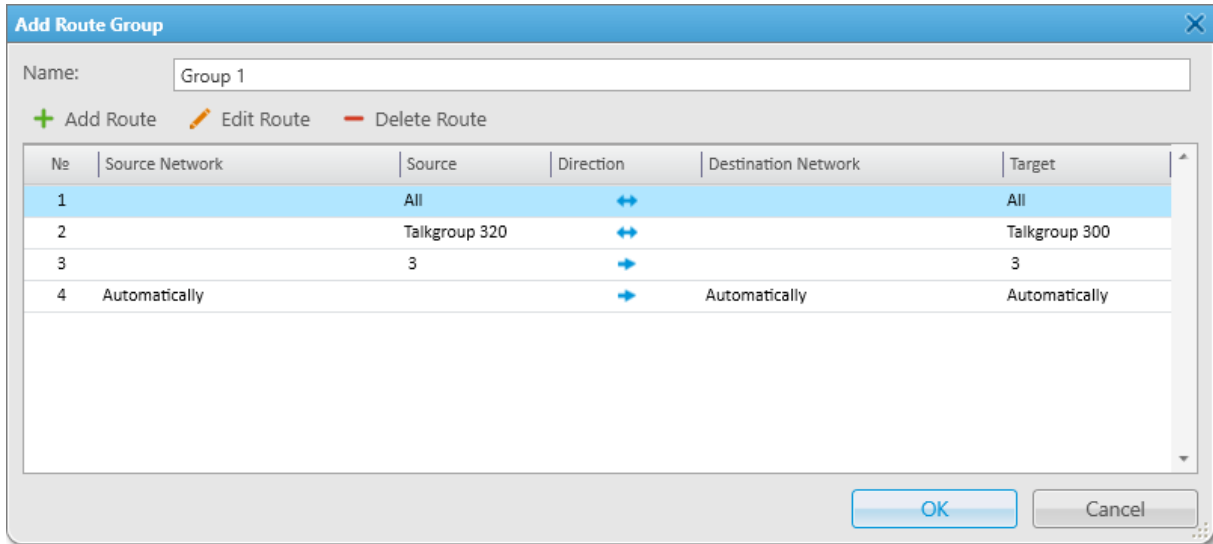 Add Route Group
Name: Group 1
Add Route Edit Route Delete Route
№ Source Network Source Direction Destination Network Target
1 All All
2 Talkgroup 320 Talkgroup 300
3 3 3
4 Automatically Automatically Automatically
OK Cancel